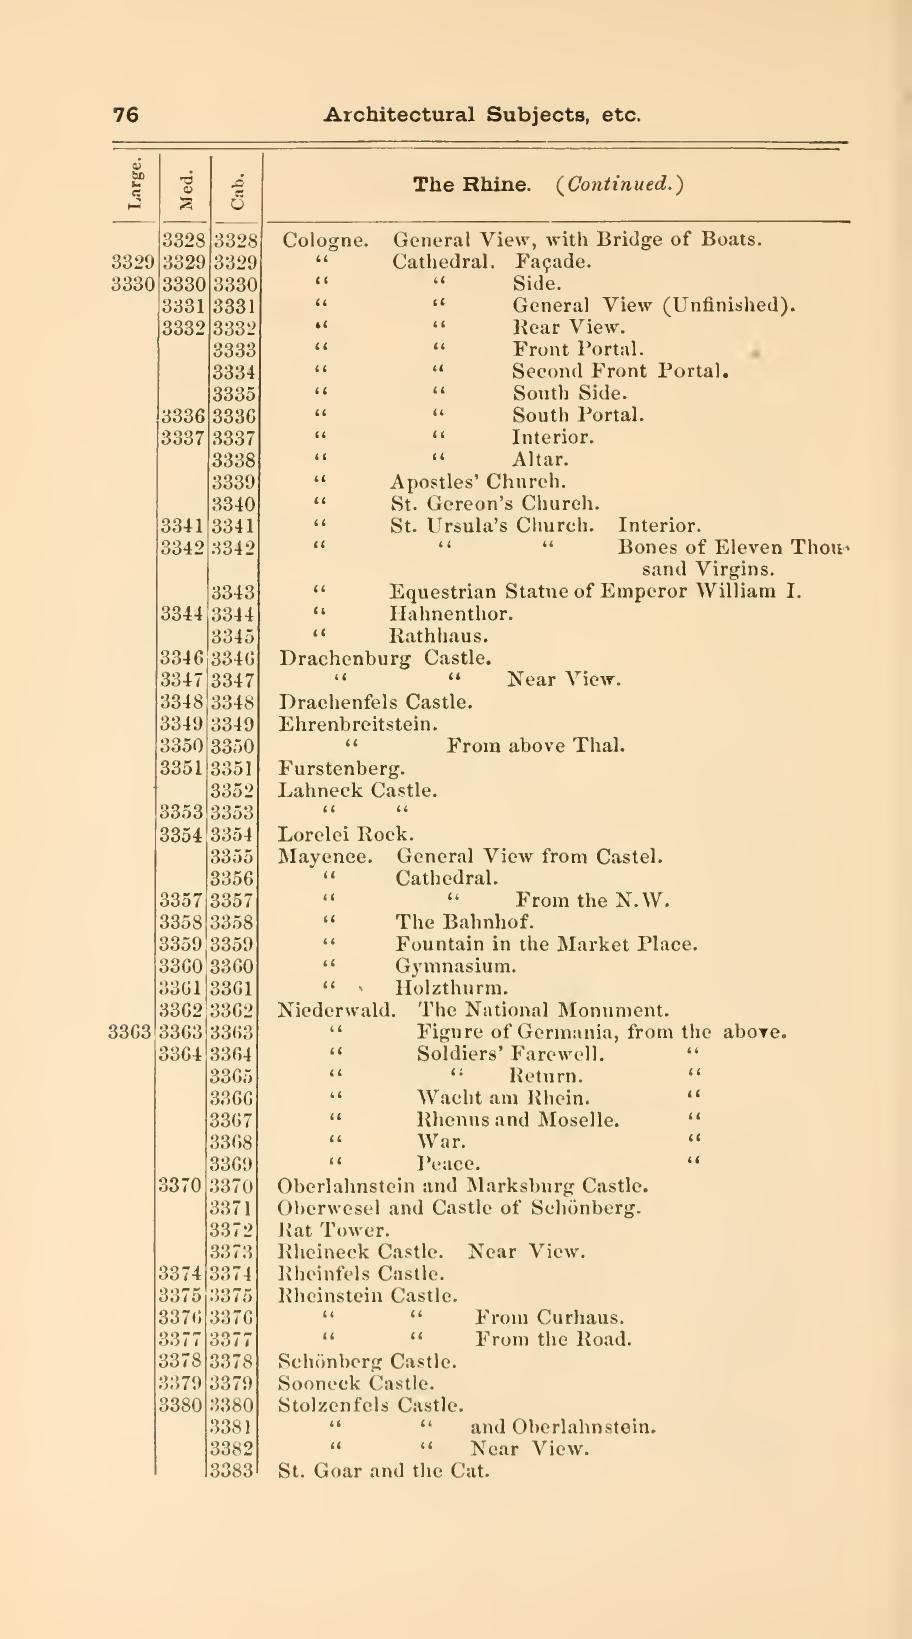 76 Architectural Subjects, etc.
Large. Med. Cab. The Rhine. (Continued.)
3328 3328 Cologne. General View, with Bridge of Boats.
3329 3329 3329 “ Cathedral. Façade.
3330 3330 3330 “ “ Side.
3331 3331 “ “ General View (Unfinished).
3332 3332 “ “ Rear View.
3333 “ “ Front Portal.
3334 “ “ Second Front Portal.
3335 “ “ South Side.
3336 3336 “ “ South Portal.
3337 3337 “ “ Interior.
3338 “ “ Altar.
3339 “ Apostles’ Church.
3340 “ St. Gereon’s Church.
3341 3341 “ St. Ursula’s Church. Interior.
3342 3342 “ “ “ Bones of Eleven Thou-
sand Virgins.
3343 “ Equestrian Statue of Emperor William I.
3344 3344 “ Hahnenthor.
3345 “ Rathhaus.
3346 3346 Drachenburg Castle.
3347 3347 “ “ Near View.
3348 3348 Drachenfels Castle.
3349 3349 Ehrenbreitstein.
3350 3350 “ From above Thal.
3351 3351 Furstenberg.
3352 Lahneck Castle.
3353 3353 “ “
3354 3354 Lorelei Rock.
3355 Mayence. General View from Castel.
3356 “ Cathedral.
3357 3357 “ “ From the N.W.
3358 3358 “ The Bahnhof.
3359 3359 “ Fountain in the Market Place.
3360 3360 “ Gymnasium.
3361 3361 “ Holzthurm.
3362 3362 Niederwald. The National Monument.
3363 3363 3363 “ Figure of Germania, from the above.
3364 3364 “ Soldiers’ Farewell. “
3365 “ “ Return. “
3366 “ Wacht am Rhein. “
3367 “ Rhenus and Moselle. “
3368 “ War. “
3369 “ Peace. “
3370 3370 Oberlahnstein and Marksburg Castle.
3371 Oberwesel and Castle of Schönberg.
3372 Rat Tower.
3373 Rheineck Castle. Near View.
3374 3374 Rheinfels Castle.
3375 3375 Rheinstein Castle.
3376 3376 “ “ From Curhaus.
3377 3377 “ “ From the Road.
3378 3378 Schönberg Castle.
3379 3379 Sooneck Castle.
3380 3380 Stolzenfels Castle.
3381 “ “ and Oberlahnstein.
3382 “ “ Near View.
3383 St. Goar and the Cat.